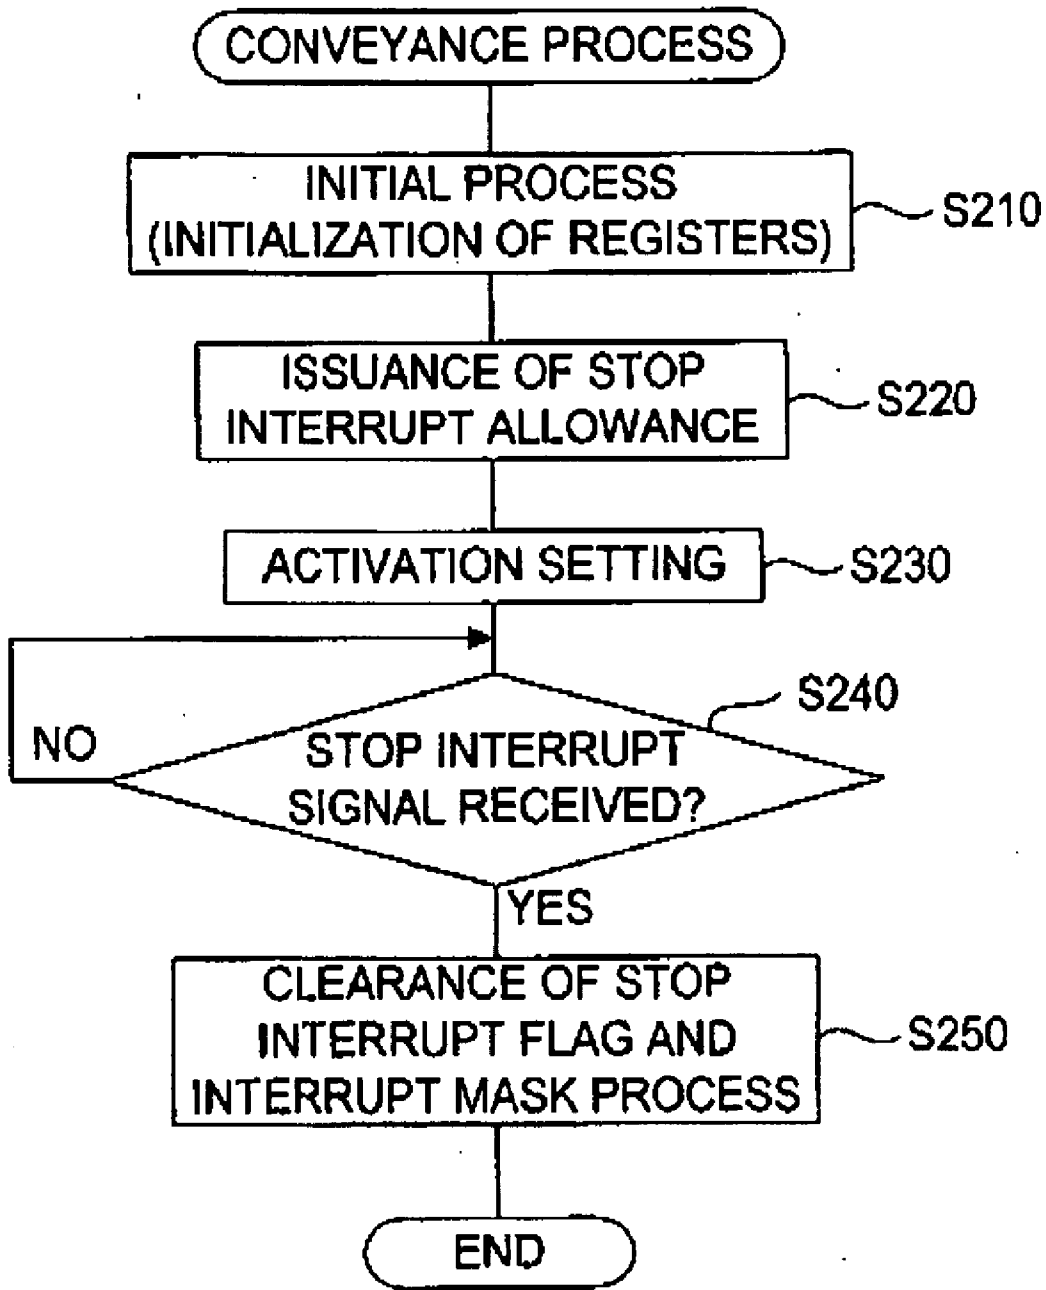 CONVEYANCE PROCESS
INITIAL PROCESS
(INITIALIZATION OF REGISTERS)
S210
ISSUANCE OF STOP
INTERRUPT ALLOWANCE
S220
ACTIVATION SETTING
S230
S240
NO
STOP INTERRUPT
SIGNAL RECEIVED?
YES
CLEARANCE OF STOP
INTERRUPT FLAG AND
INTERRUPT MASK PROCESS
S250
END